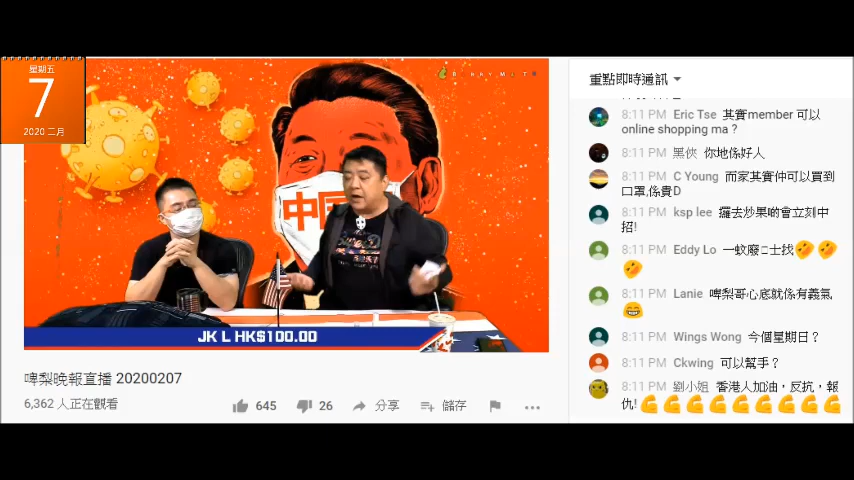 星期五
7
2020 二月
中国
JK L HK$100.00
啤梨晚報直播 20200207
6,362 人正在觀看
645
26
分享
儲存
重點即時通訊
8:11 PM Eric Tse 其實member 可以
online shopping ma ?
8:11 PM 黑俠 你地係好人
8:11 PM C Young 而家其實仲可以買到
口罩,係貴D
8:11 PM ksp lee 攞去炒果啲會立刻中
招!
8:11 PM Eddy Lo 一蚊廢□士找🤣🤣
🤣
8:11 PM Lanie 啤梨哥心底就係有義氣
😁
8:11 PM Wings Wong 今個星期日？
8:11 PM Ckwing 可以幫手？
8:11 PM 劉小姐 香港人加油，反抗，報
仇!💪💪💪💪💪💪💪💪💪